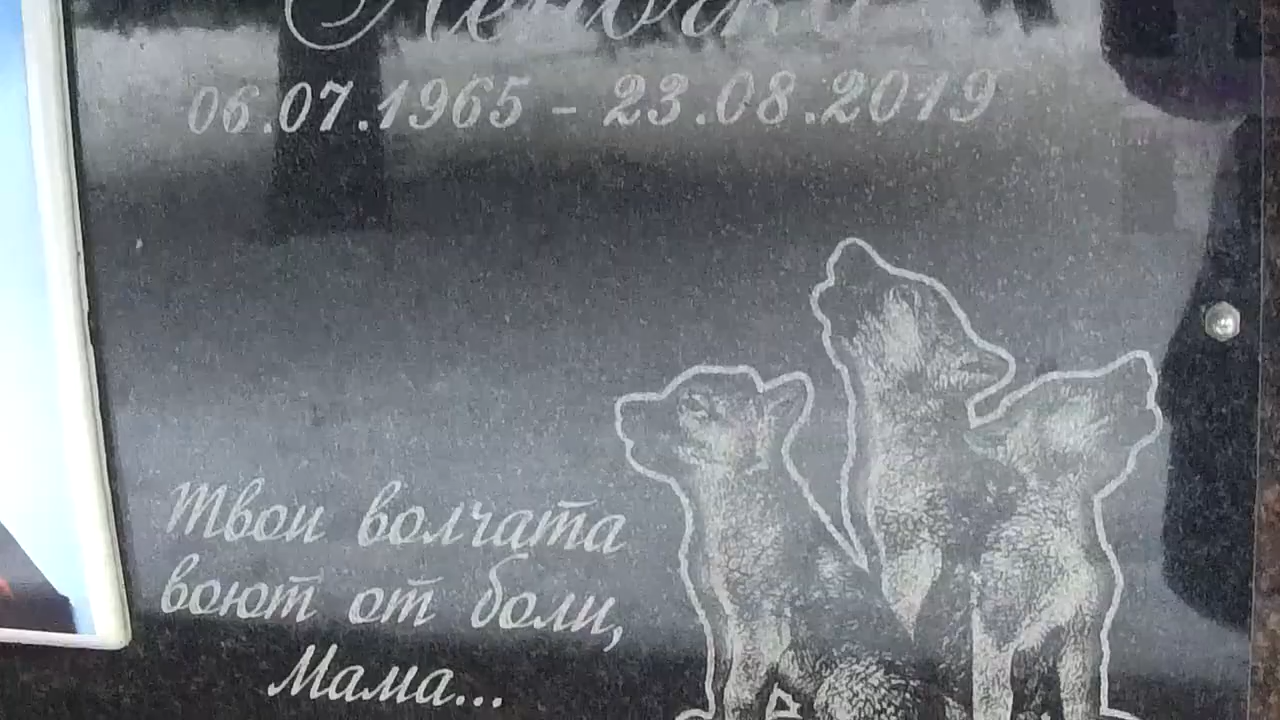 06.07.1965 - 23.08.2019
Твои волчата
воют от боли,
Мама...